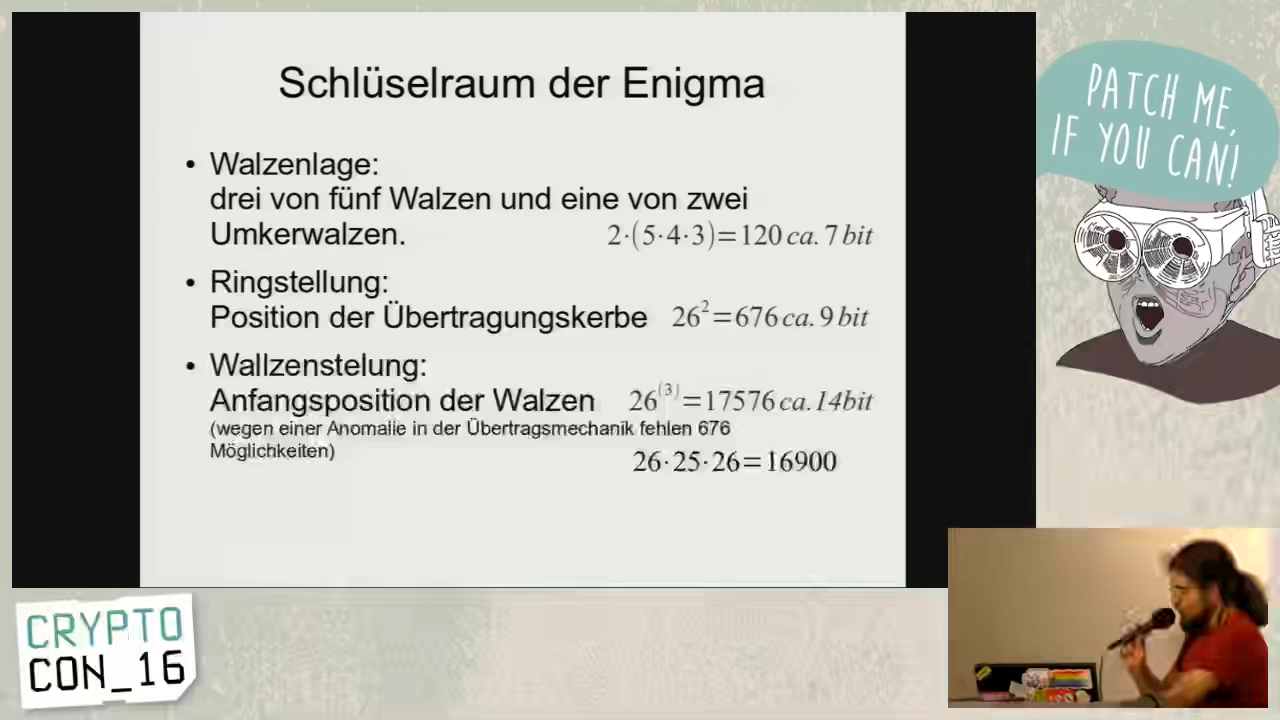 Schlüselraum der Enigma
• Walzenlage:
drei von fünf Walzen und eine von zwei
Umkerwalzen. 2·(5·4·3)=120 ca. 7 bit
• Ringstellung:
Position der Übertragungskerbe 26²=676 ca. 9 bit
• Wallzenstelung:
Anfangsposition der Walzen 26⁽³⁾=17576 ca. 14bit
(wegen einer Anomalie in der Übertragsmechanik fehlen 676
Möglichkeiten)
26·25·26=16900
PATCH ME,
IF YOU CAN!
CRYPTO
CON_16